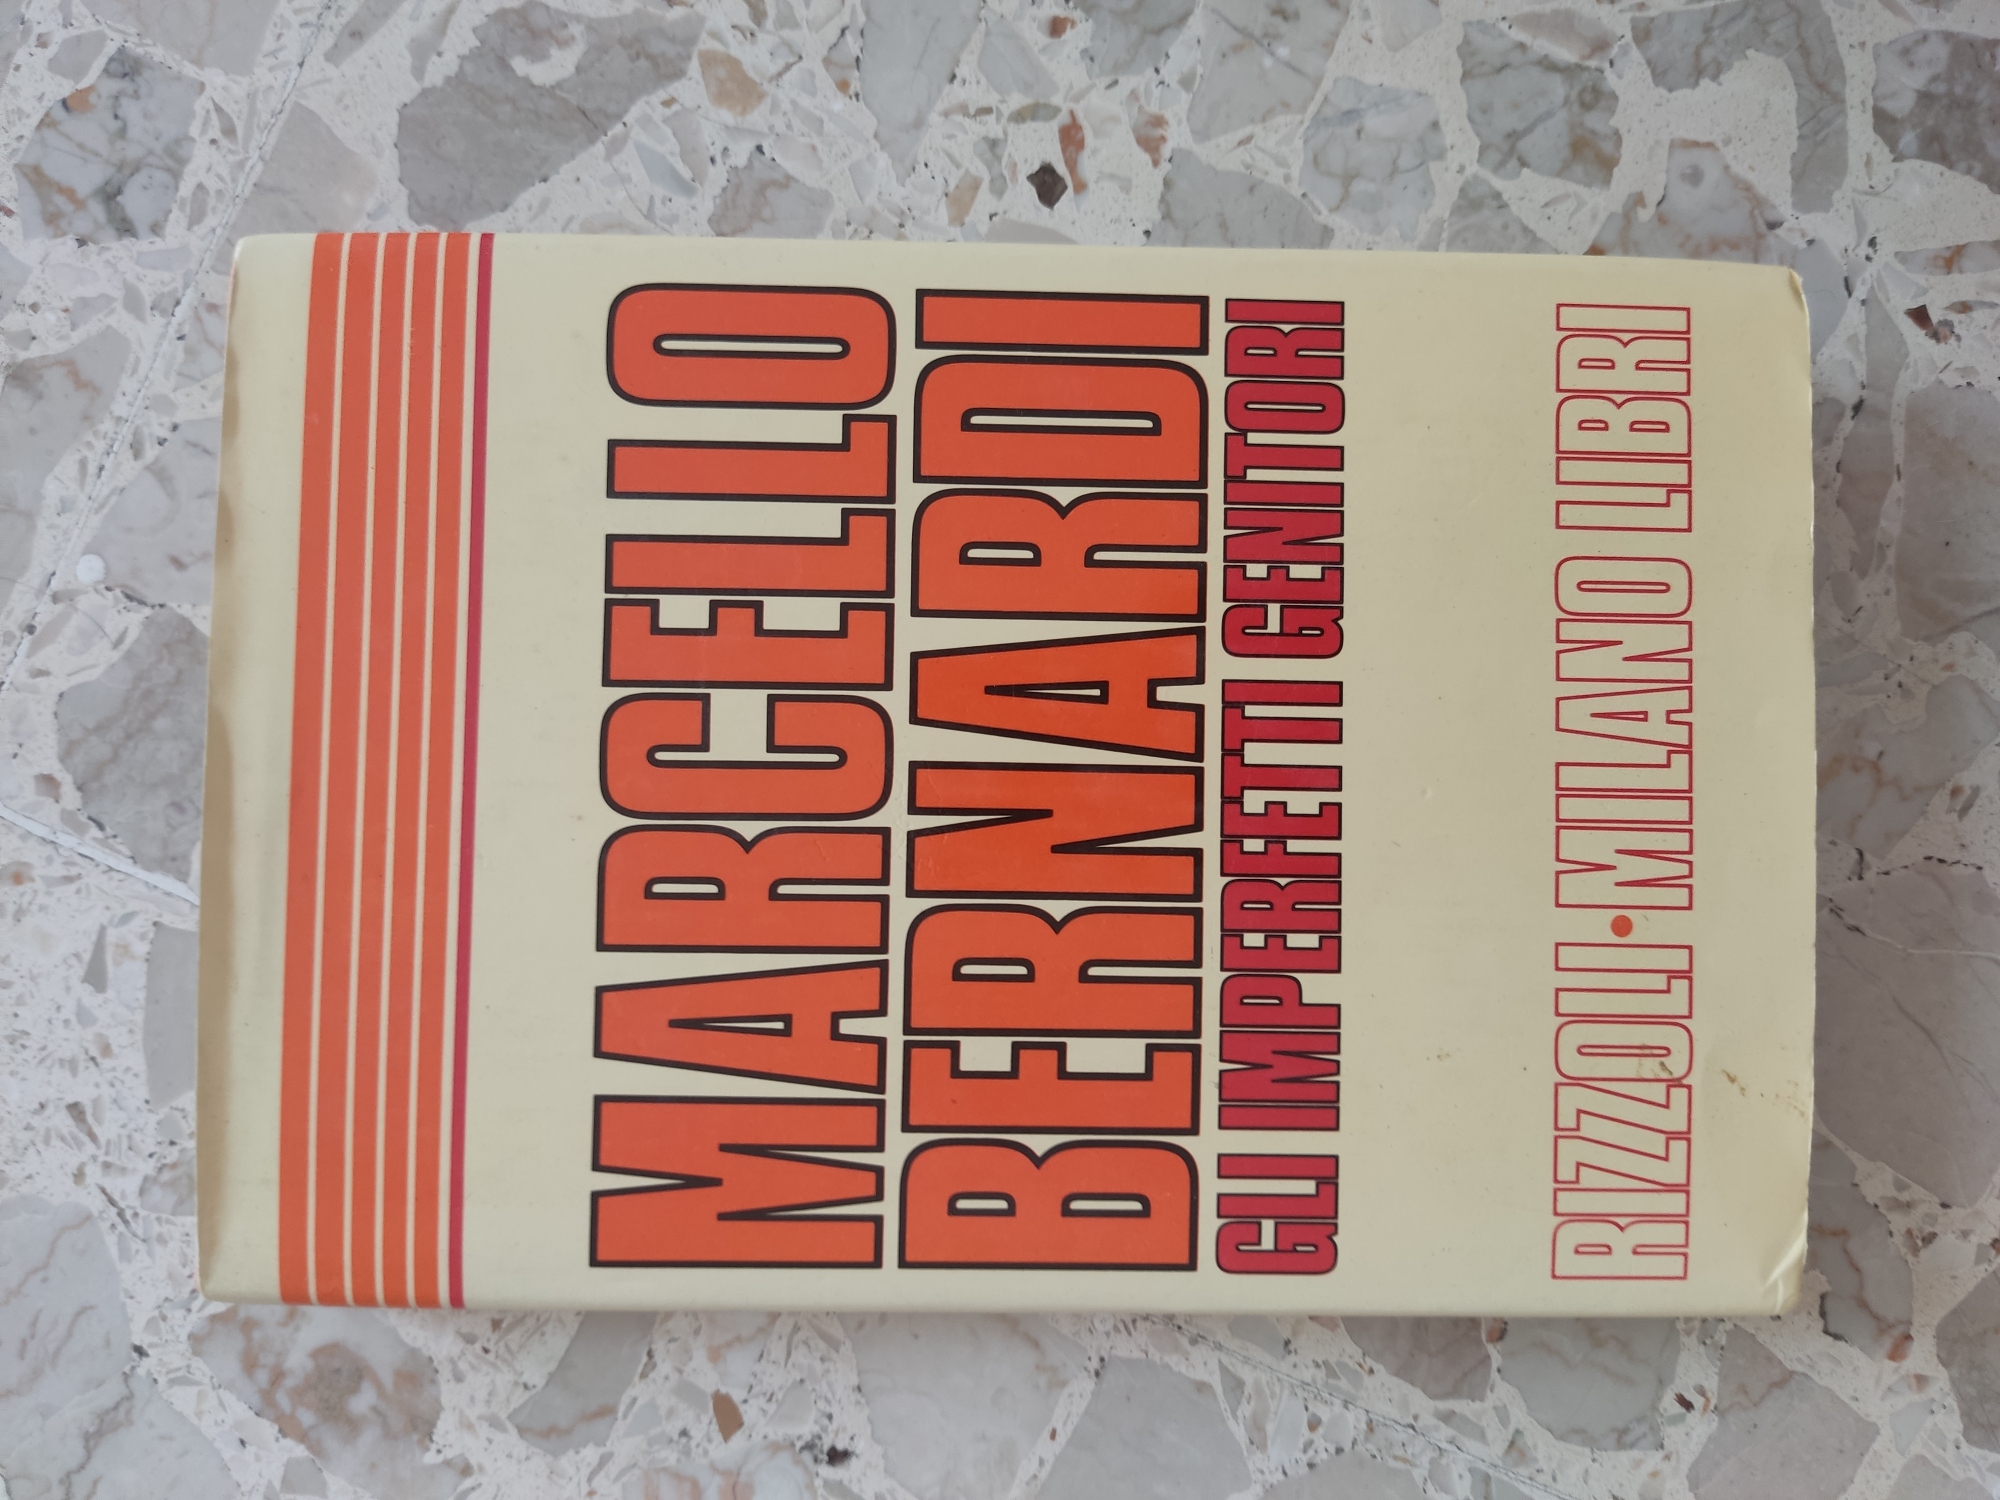 MARCELLO
BERNARDI
GLI IMPERFETTI GENITORI
RIZZOLI • MILANO LIBRI